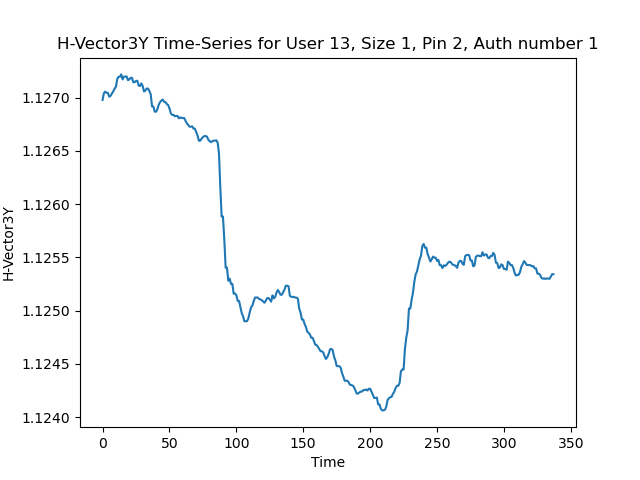 H-Vector3Y Time-Series for User 13, Size 1, Pin 2, Auth number 1
1.1270
1.1265
1.1260
1.1255
1.1250
1.1245
1.1240
H-Vector3Y
0 50 100 150 200 250 300 350
Time